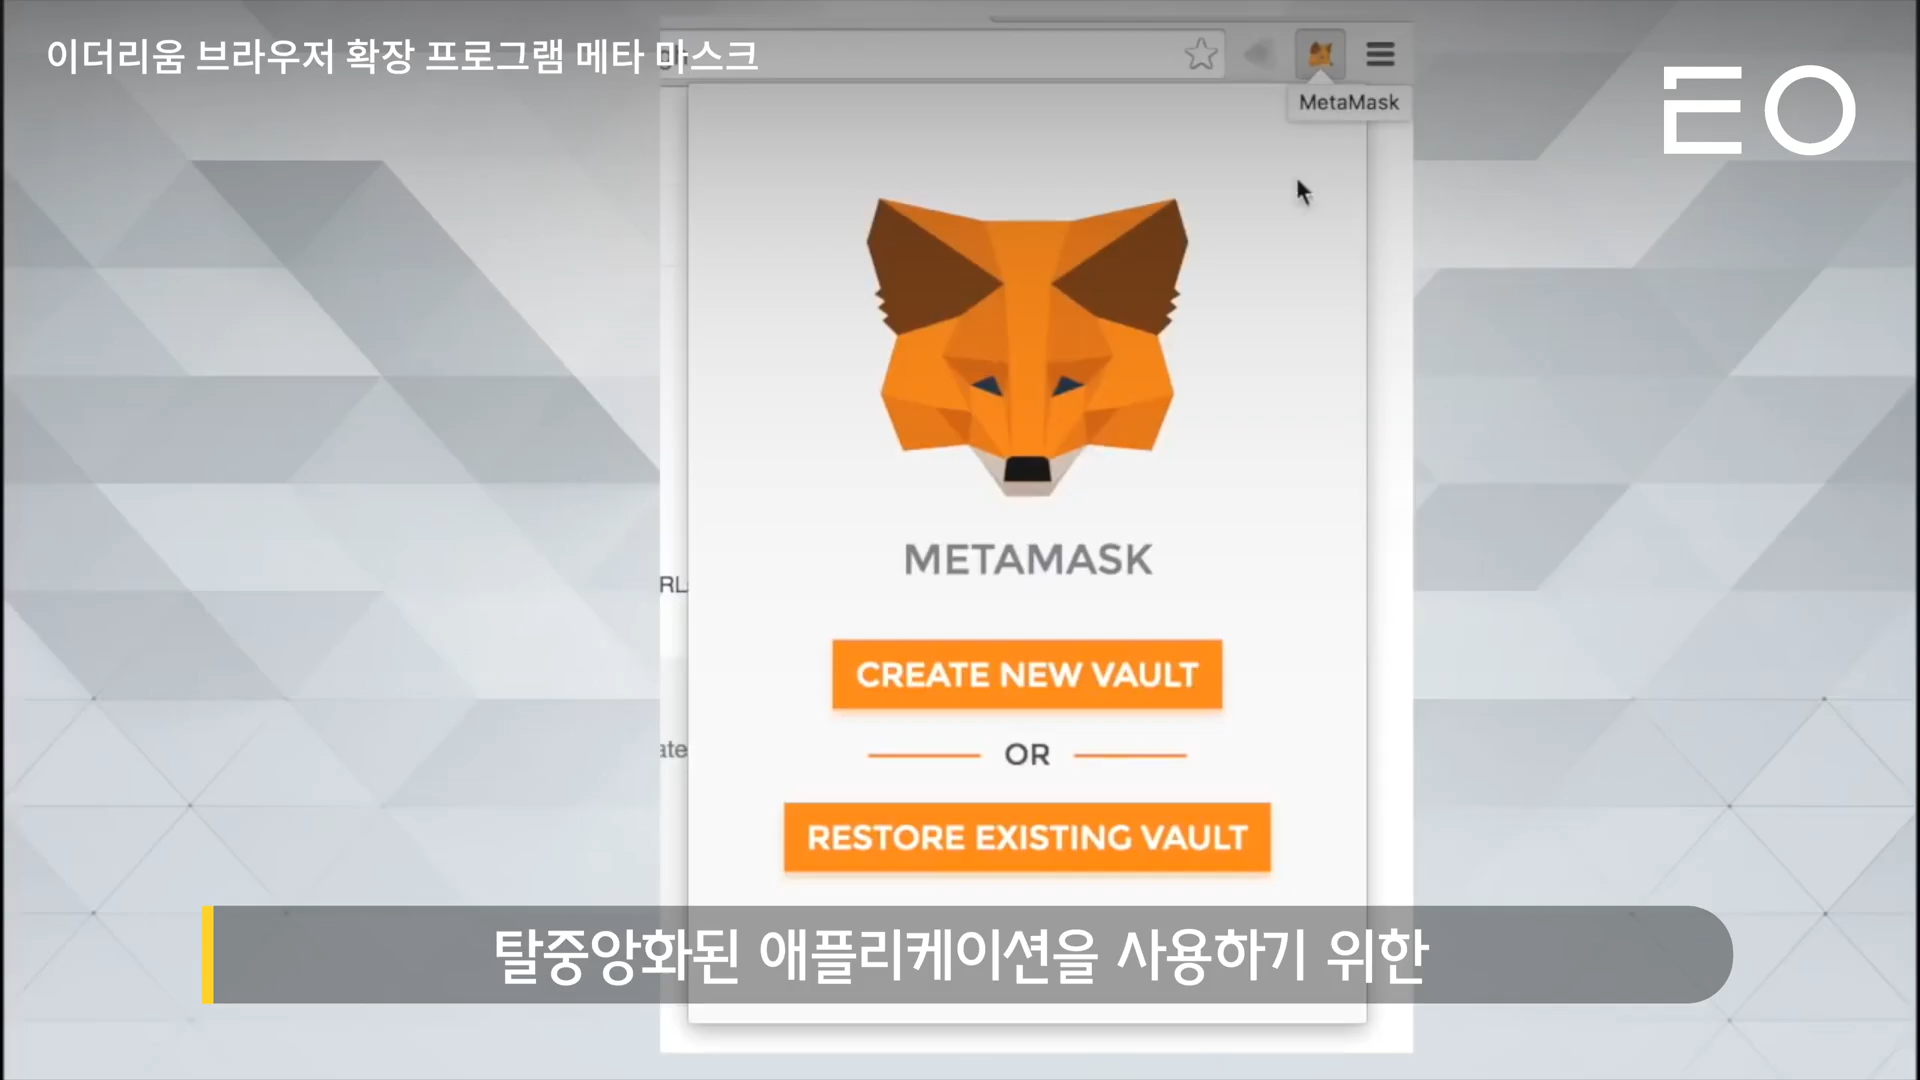 이더리움 브라우저 확장 프로그램 메타 마스크
EO
MetaMask
METAMASK
RL
CREATE NEW VAULT
OR
ate
RESTORE EXISTING VAULT
탈중앙화된 애플리케이션을 사용하기 위한